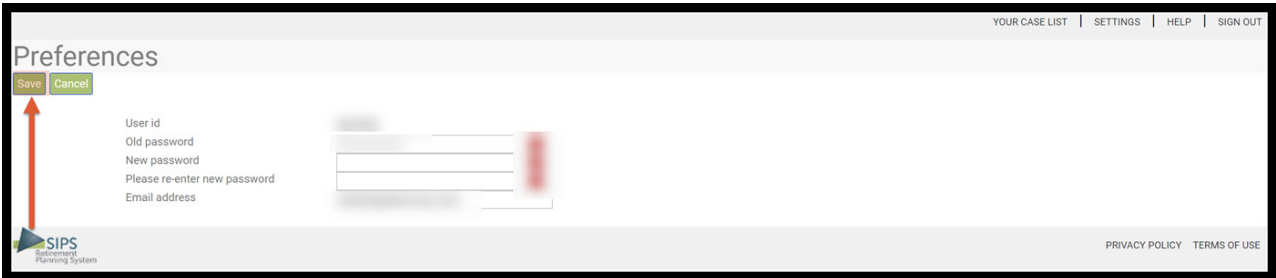 YOUR CASE LIST | SETTINGS | HELP | SIGN OUT
Preferences
Save Cancel
User id
Old password
New password
Please re-enter new password
Email address
SIPS
Retirement
Planning System
PRIVACY POLICY TERMS OF USE